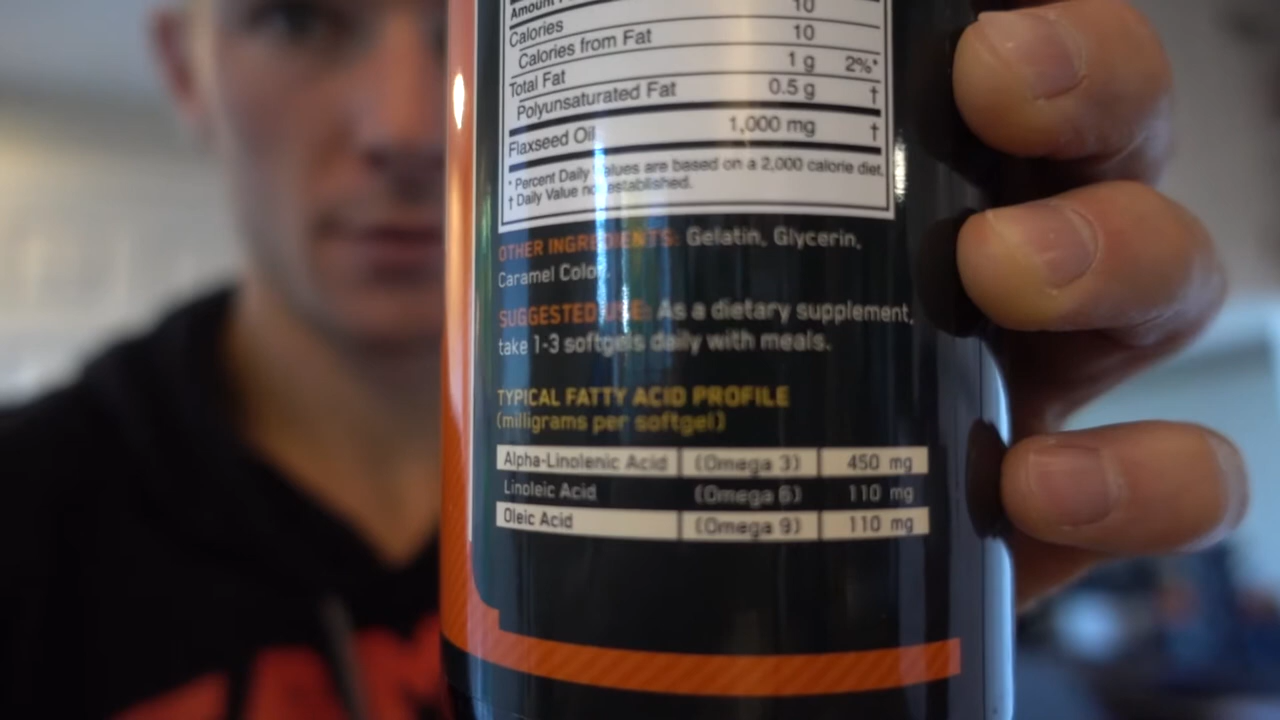 Amount
Calories 10
Calories from Fat 10
Total Fat 1 g 2%*
Polyunsaturated Fat 0.5 g †
Flaxseed Oil 1,000 mg †
* Percent Daily Values are based on a 2,000 calorie diet.
† Daily Value not established.
OTHER INGREDIENTS: Gelatin, Glycerin,
Caramel Color.
SUGGESTED USE: As a dietary supplement,
take 1-3 softgels daily with meals.
TYPICAL FATTY ACID PROFILE
(milligrams per softgel)
Alpha-Linolenic Acid (Omega 3) 450 mg
Linoleic Acid (Omega 6) 110 mg
Oleic Acid (Omega 9) 110 mg